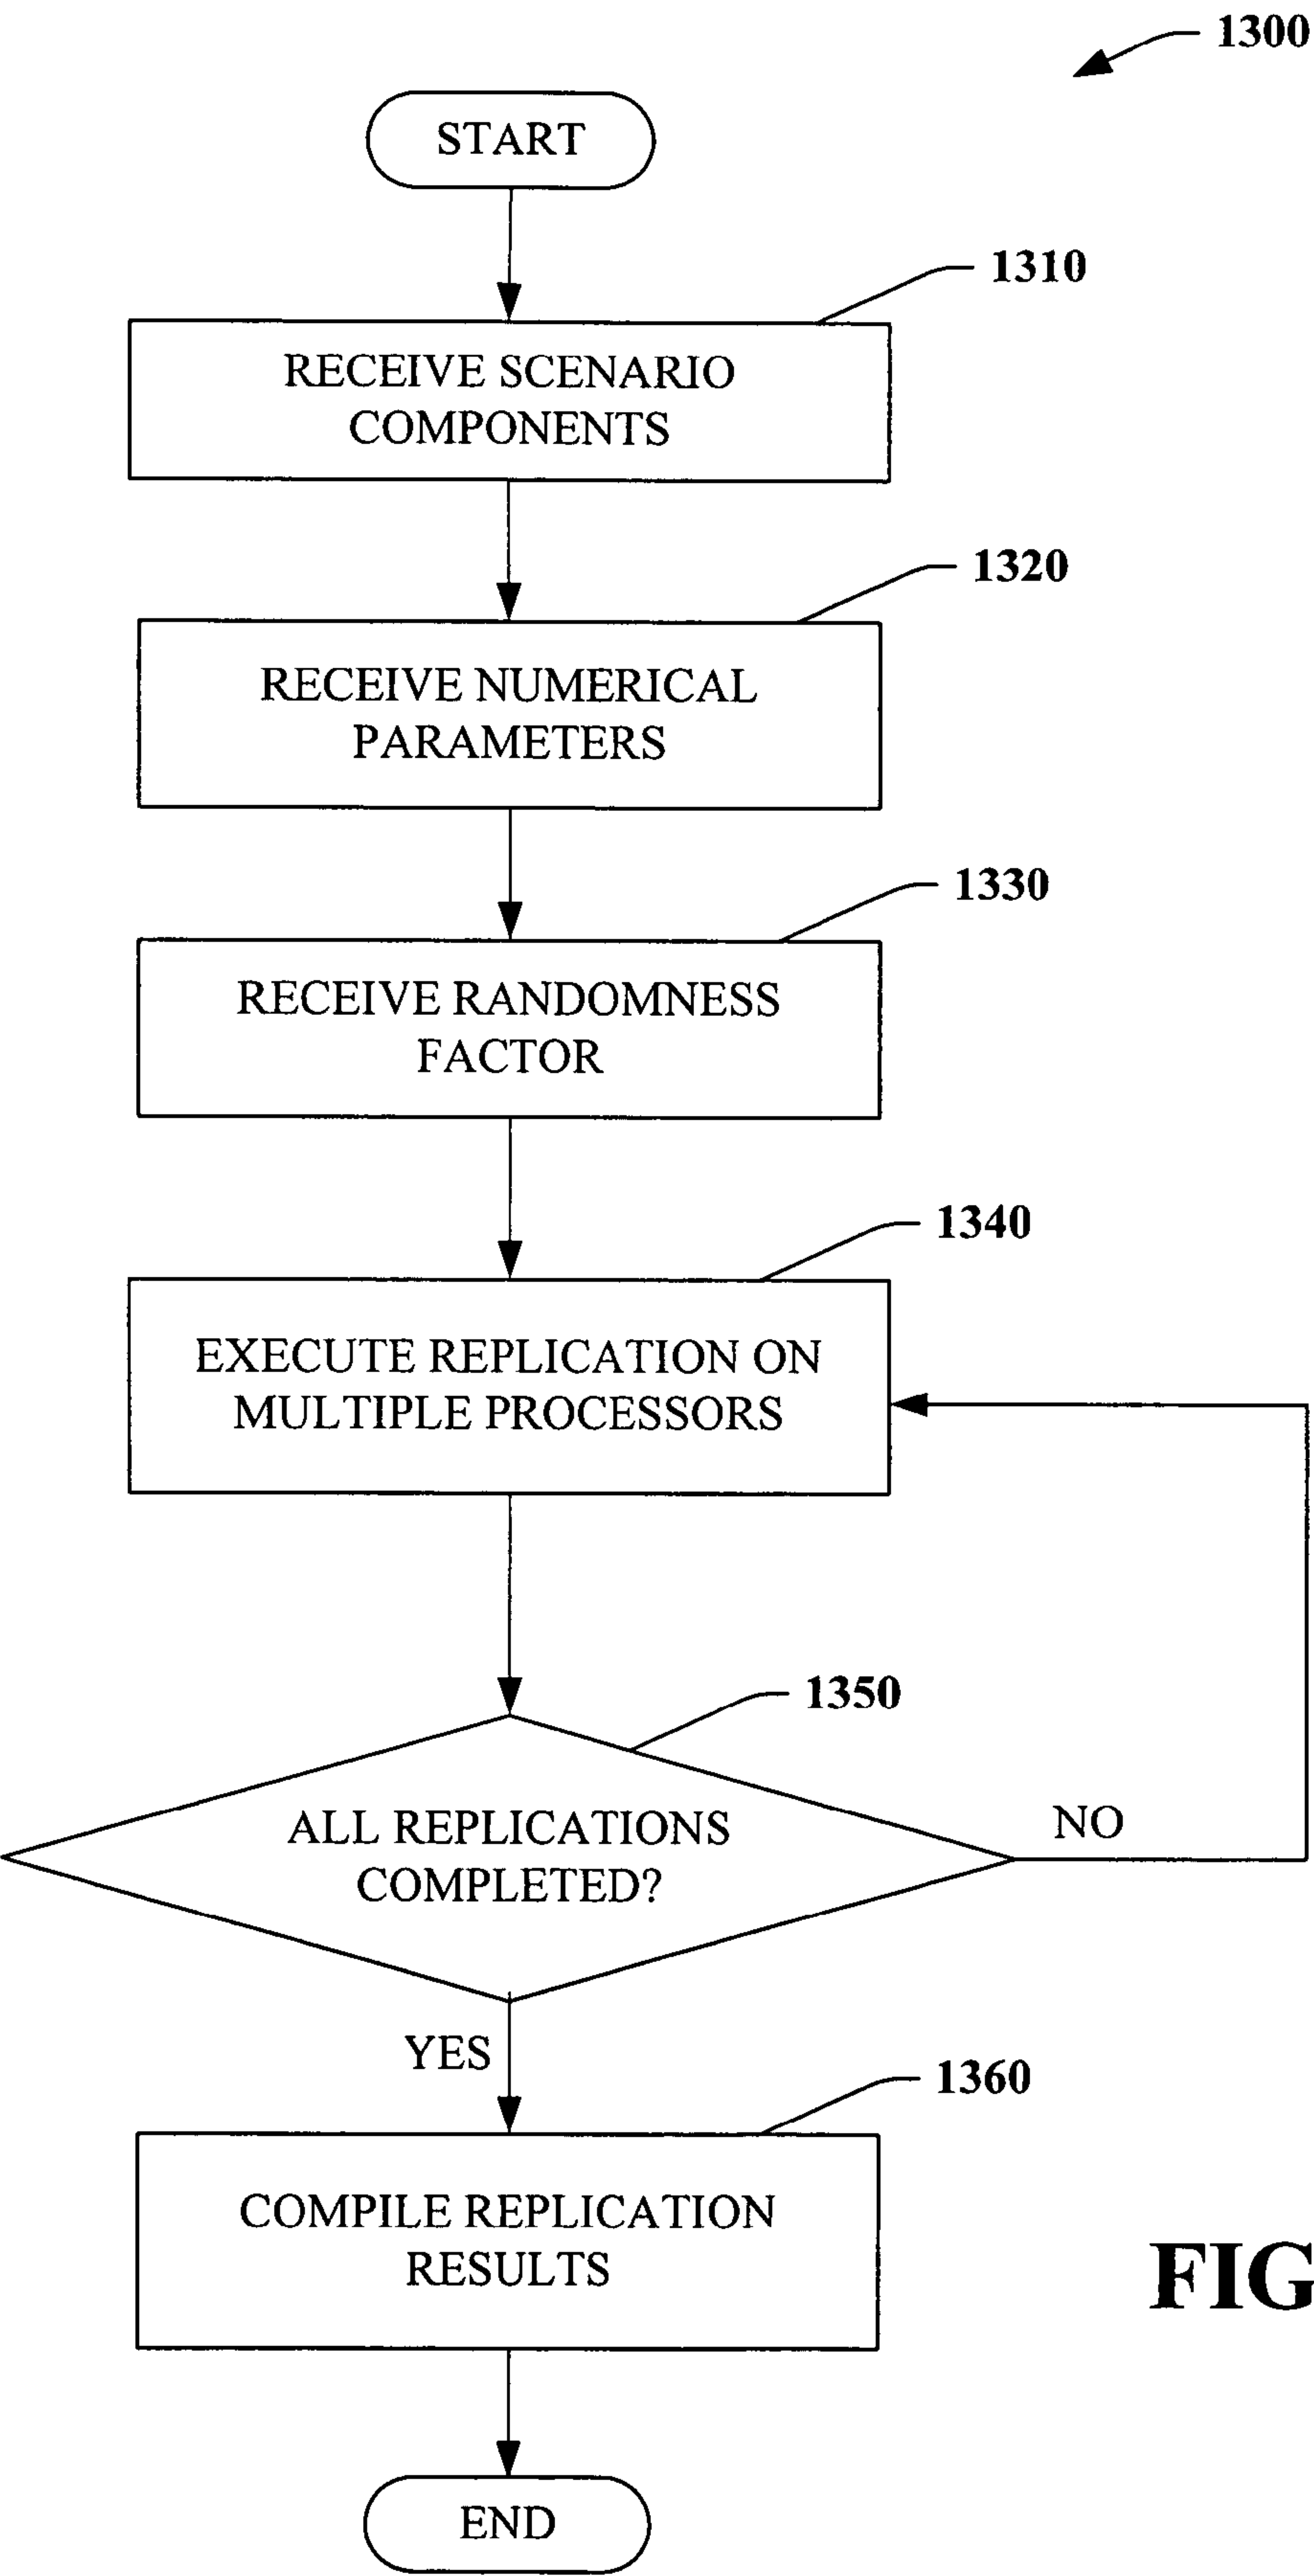 1300
START
1310
RECEIVE SCENARIO
COMPONENTS
1320
RECEIVE NUMERICAL
PARAMETERS
1330
RECEIVE RANDOMNESS
FACTOR
1340
EXECUTE REPLICATION ON
MULTIPLE PROCESSORS
1350
ALL REPLICATIONS
COMPLETED?
NO
YES
1360
COMPILE REPLICATION
RESULTS
FIG
END